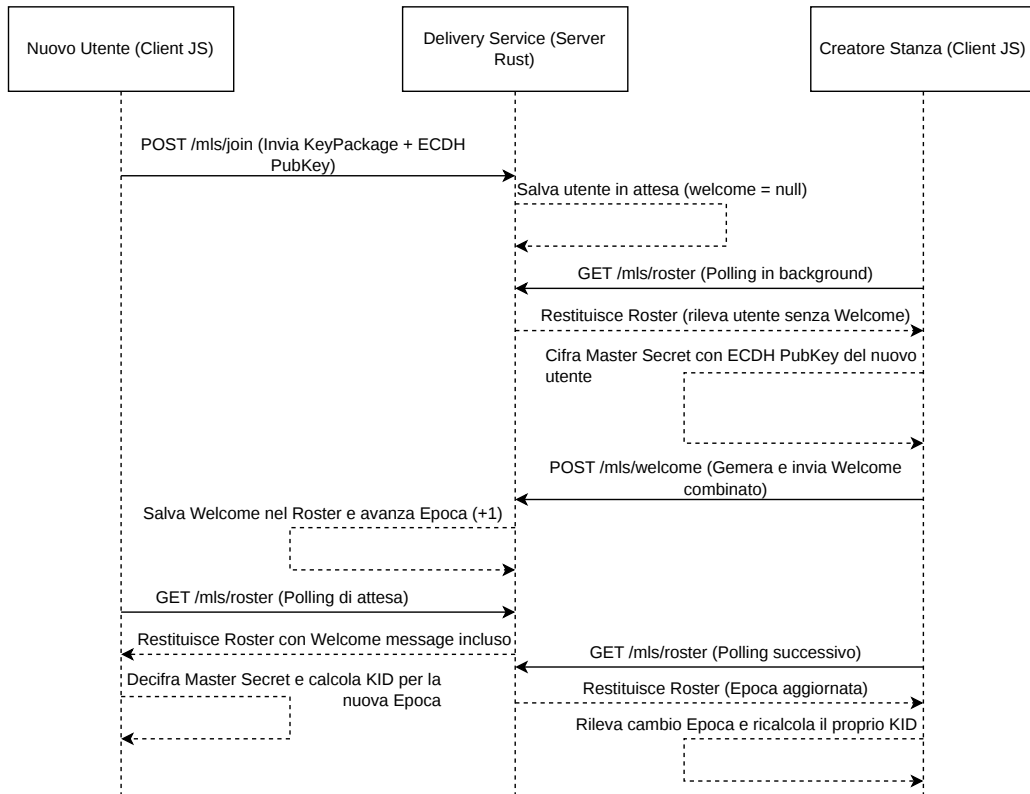 Nuovo Utente (Client JS)
Delivery Service (Server
Rust)
Creatore Stanza (Client JS)
POST /mls/join (Invia KeyPackage + ECDH
PubKey)
Salva utente in attesa (welcome = null)
GET /mls/roster (Polling in background)
Restituisce Roster (rileva utente senza Welcome)
Cifra Master Secret con ECDH PubKey del nuovo
utente
POST /mls/welcome (Gemera e invia Welcome
combinato)
Salva Welcome nel Roster e avanza Epoca (+1)
GET /mls/roster (Polling di attesa)
Restituisce Roster con Welcome message incluso
GET /mls/roster (Polling successivo)
Decifra Master Secret e calcola KID per la
nuova Epoca
Restituisce Roster (Epoca aggiornata)
Rileva cambio Epoca e ricalcola il proprio KID